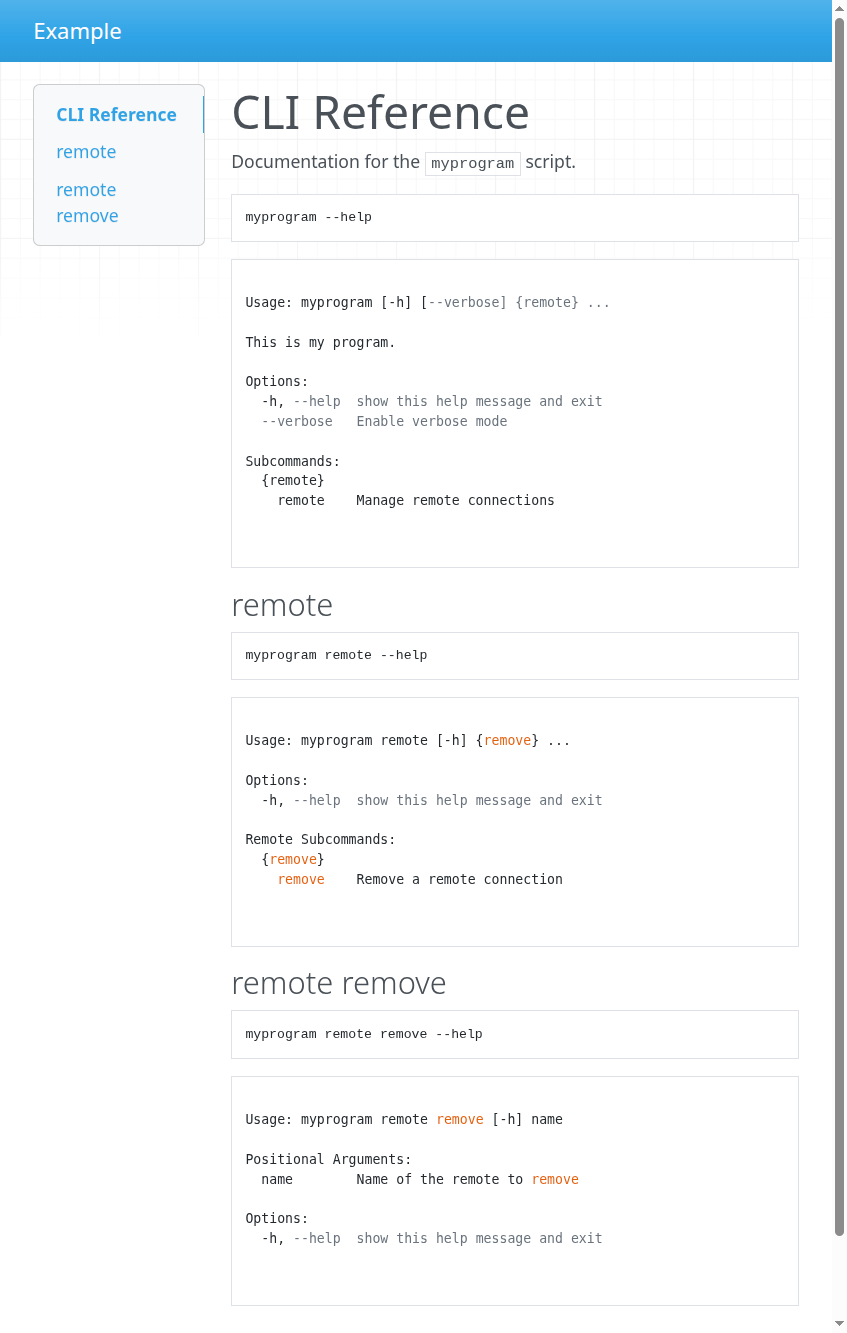 Example
CLI Reference
remote
remote
remove
CLI Reference
Documentation for the myprogram script.
myprogram --help
Usage: myprogram [-h] [--verbose] {remote} ...
This is my program.
Options:
  -h, --help  show this help message and exit
  --verbose   Enable verbose mode
Subcommands:
  {remote}
    remote    Manage remote connections
remote
myprogram remote --help
Usage: myprogram remote [-h] {remove} ...
Options:
  -h, --help  show this help message and exit
Remote Subcommands:
  {remove}
    remove    Remove a remote connection
remote remove
myprogram remote remove --help
Usage: myprogram remote remove [-h] name
Positional Arguments:
  name        Name of the remote to remove
Options:
  -h, --help  show this help message and exit